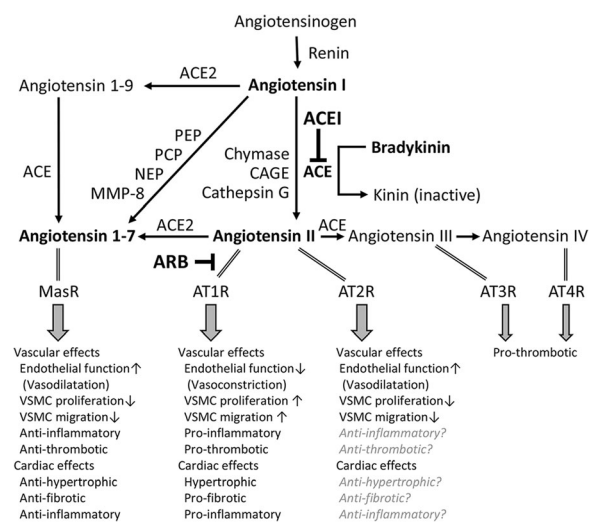 Angiotensinogen
Renin
Angiotensin 1-9
ACE2
Angiotensin I
ACEI
PEP
PCP
NEP
MMP-8
ACE
Chymase
CAGE
Cathepsin G
ACE
Bradykinin
Kinin (inactive)
Angiotensin 1-7
ACE2
Angiotensin II
ACE
Angiotensin III
Angiotensin IV
ARB
MasR
AT1R
AT2R
AT3R
AT4R
Vascular effects
Endothelial function↑
(Vasodilatation)
VSMC proliferation↓
VSMC migration↓
Anti-inflammatory
Anti-thrombotic
Cardiac effects
Anti-hypertrophic
Anti-fibrotic
Anti-inflammatory
Vascular effects
Endothelial function↓
(Vasoconstriction)
VSMC proliferation ↑
VSMC migration ↑
Pro-inflammatory
Pro-thrombotic
Cardiac effects
Hypertrophic
Pro-fibrotic
Pro-inflammatory
Vascular effects
Endothelial function↑
(Vasodilatation)
VSMC proliferation↓
VSMC migration↓
Anti-inflammatory?
Anti-thrombotic?
Cardiac effects
Anti-hypertrophic?
Anti-fibrotic?
Anti-inflammatory?
Pro-thrombotic